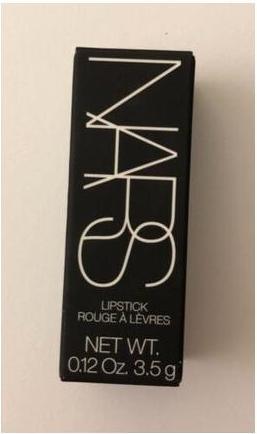 NARS
LIPSTICK
ROUGE À LÈVRES
NET WT.
0.12 Oz. 3.5 g